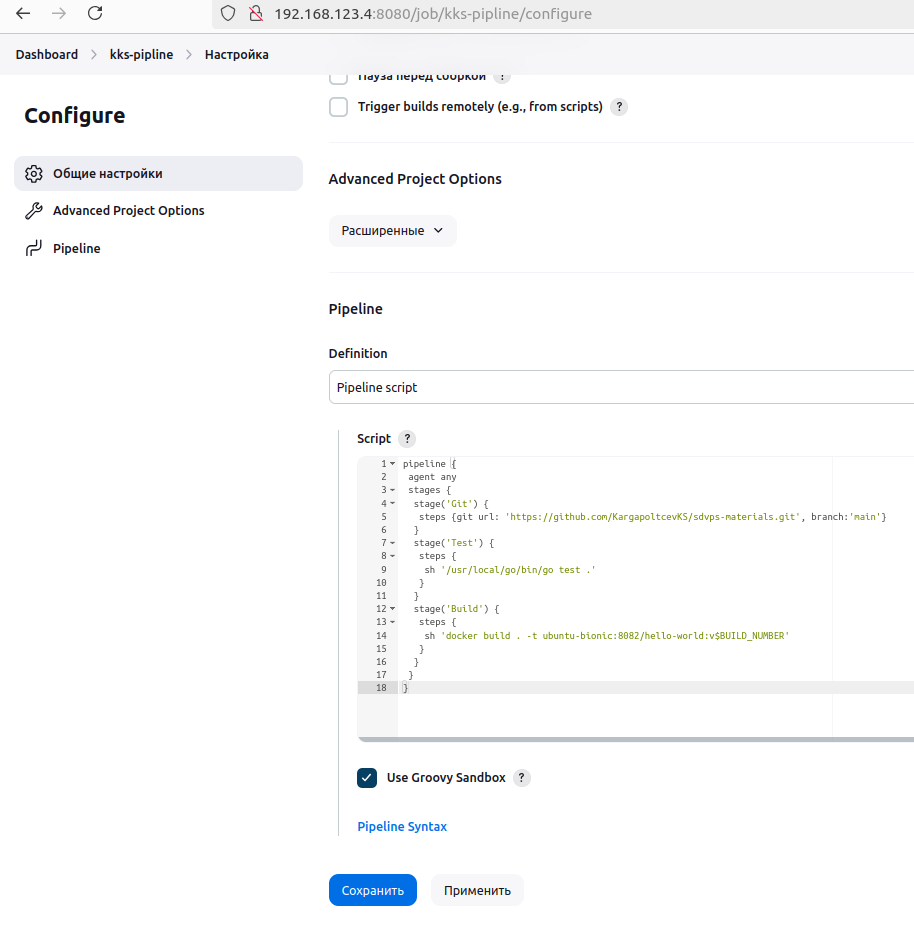 192.168.123.4:8080/job/kks-pipline/configure
Dashboard > kks-pipline > Настройка
Configure
Общие настройки
Advanced Project Options
Pipeline
Пауза перед сборкой ?
Trigger builds remotely (e.g., from scripts) ?
Advanced Project Options
Расширенные
Pipeline
Definition
Pipeline script
Script ?
1 pipeline {
2 agent any
3 stages {
4 stage('Git') {
5 steps {git url: 'https://github.com/KargapoltcevKS/sdvps-materials.git', branch:'main'}
6 }
7 stage('Test') {
8 steps {
9 sh '/usr/local/go/bin/go test .'
10 }
11 }
12 stage('Build') {
13 steps {
14 sh 'docker build . -t ubuntu-bionic:8082/hello-world:v$BUILD_NUMBER'
15 }
16 }
17 }
18 }
Use Groovy Sandbox ?
Pipeline Syntax
Сохранить
Применить